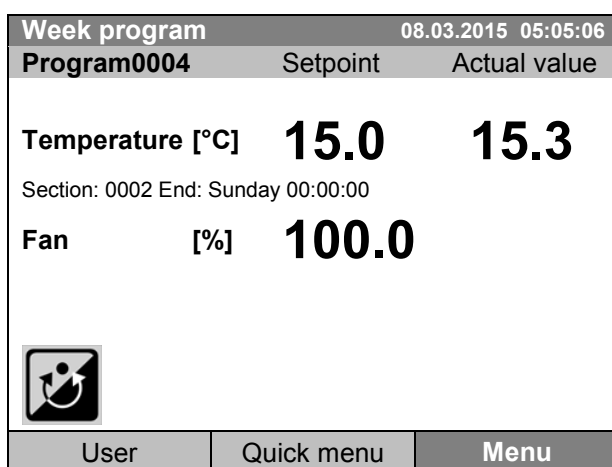 Week program 08.03.2015 05:05:06
Program0004 Setpoint Actual value
Temperature [°C] 15.0 15.3
Section: 0002 End: Sunday 00:00:00
Fan [%] 100.0
User Quick menu Menu